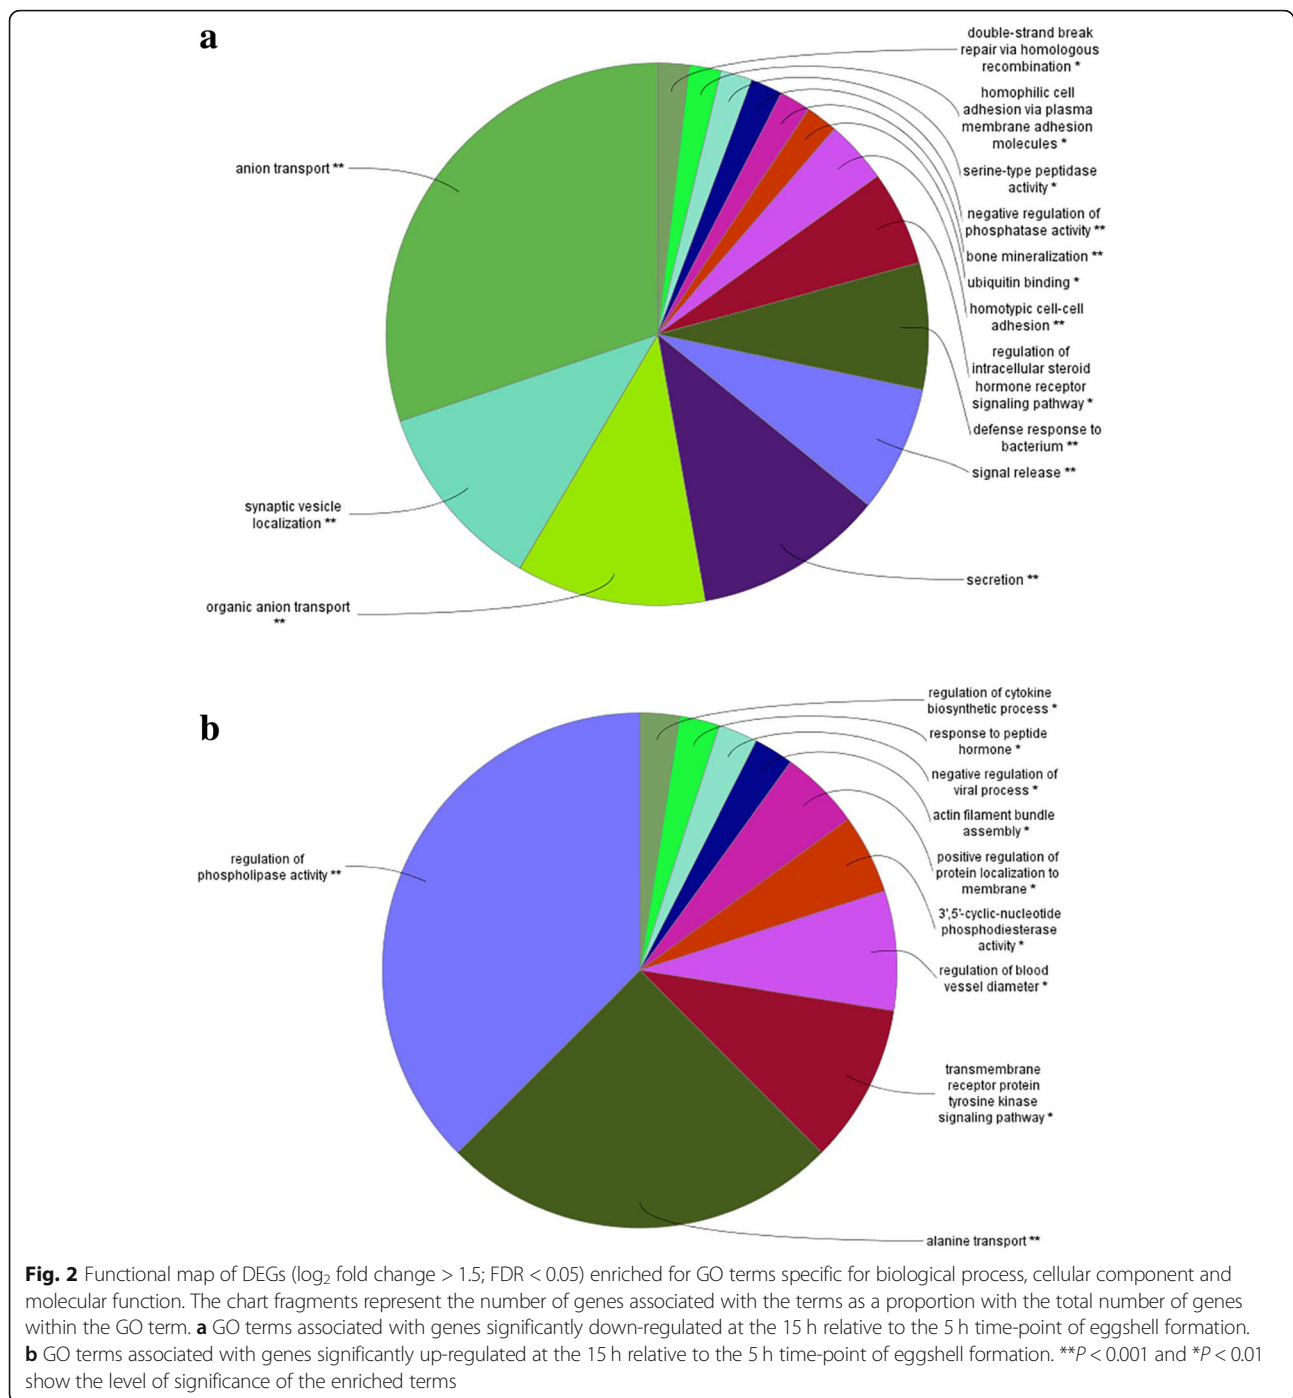 a
double-strand break
repair via homologous
recombination *
homophilic cell
adhesion via plasma
membrane adhesion
molecules *
anion transport **
serine-type peptidase
activity *
negative regulation of
phosphatase activity **
bone mineralization **
ubiquitin binding *
homotypic cell-cell
adhesion **
regulation of
intracellular steroid
hormone receptor
signaling pathway *
defense response to
bacterium **
signal release **
synaptic vesicle
localization **
secretion **
organic anion transport
**
b
regulation of cytokine
biosynthetic process *
response to peptide
hormone *
negative regulation of
viral process *
actin filament bundle
assembly *
regulation of
phospholipase activity **
positive regulation of
protein localization to
membrane *
3',5'-cyclic-nucleotide
phosphodiesterase
activity *
regulation of blood
vessel diameter *
transmembrane
receptor protein
tyrosine kinase
signaling pathway *
alanine transport **
Fig. 2 Functional map of DEGs (log₂ fold change > 1.5; FDR < 0.05) enriched for GO terms specific for biological process, cellular component and
molecular function. The chart fragments represent the number of genes associated with the terms as a proportion with the total number of genes
within the GO term. a GO terms associated with genes significantly down-regulated at the 15 h relative to the 5 h time-point of eggshell formation.
b GO terms associated with genes significantly up-regulated at the 15 h relative to the 5 h time-point of eggshell formation. **P < 0.001 and *P < 0.01
show the level of significance of the enriched terms